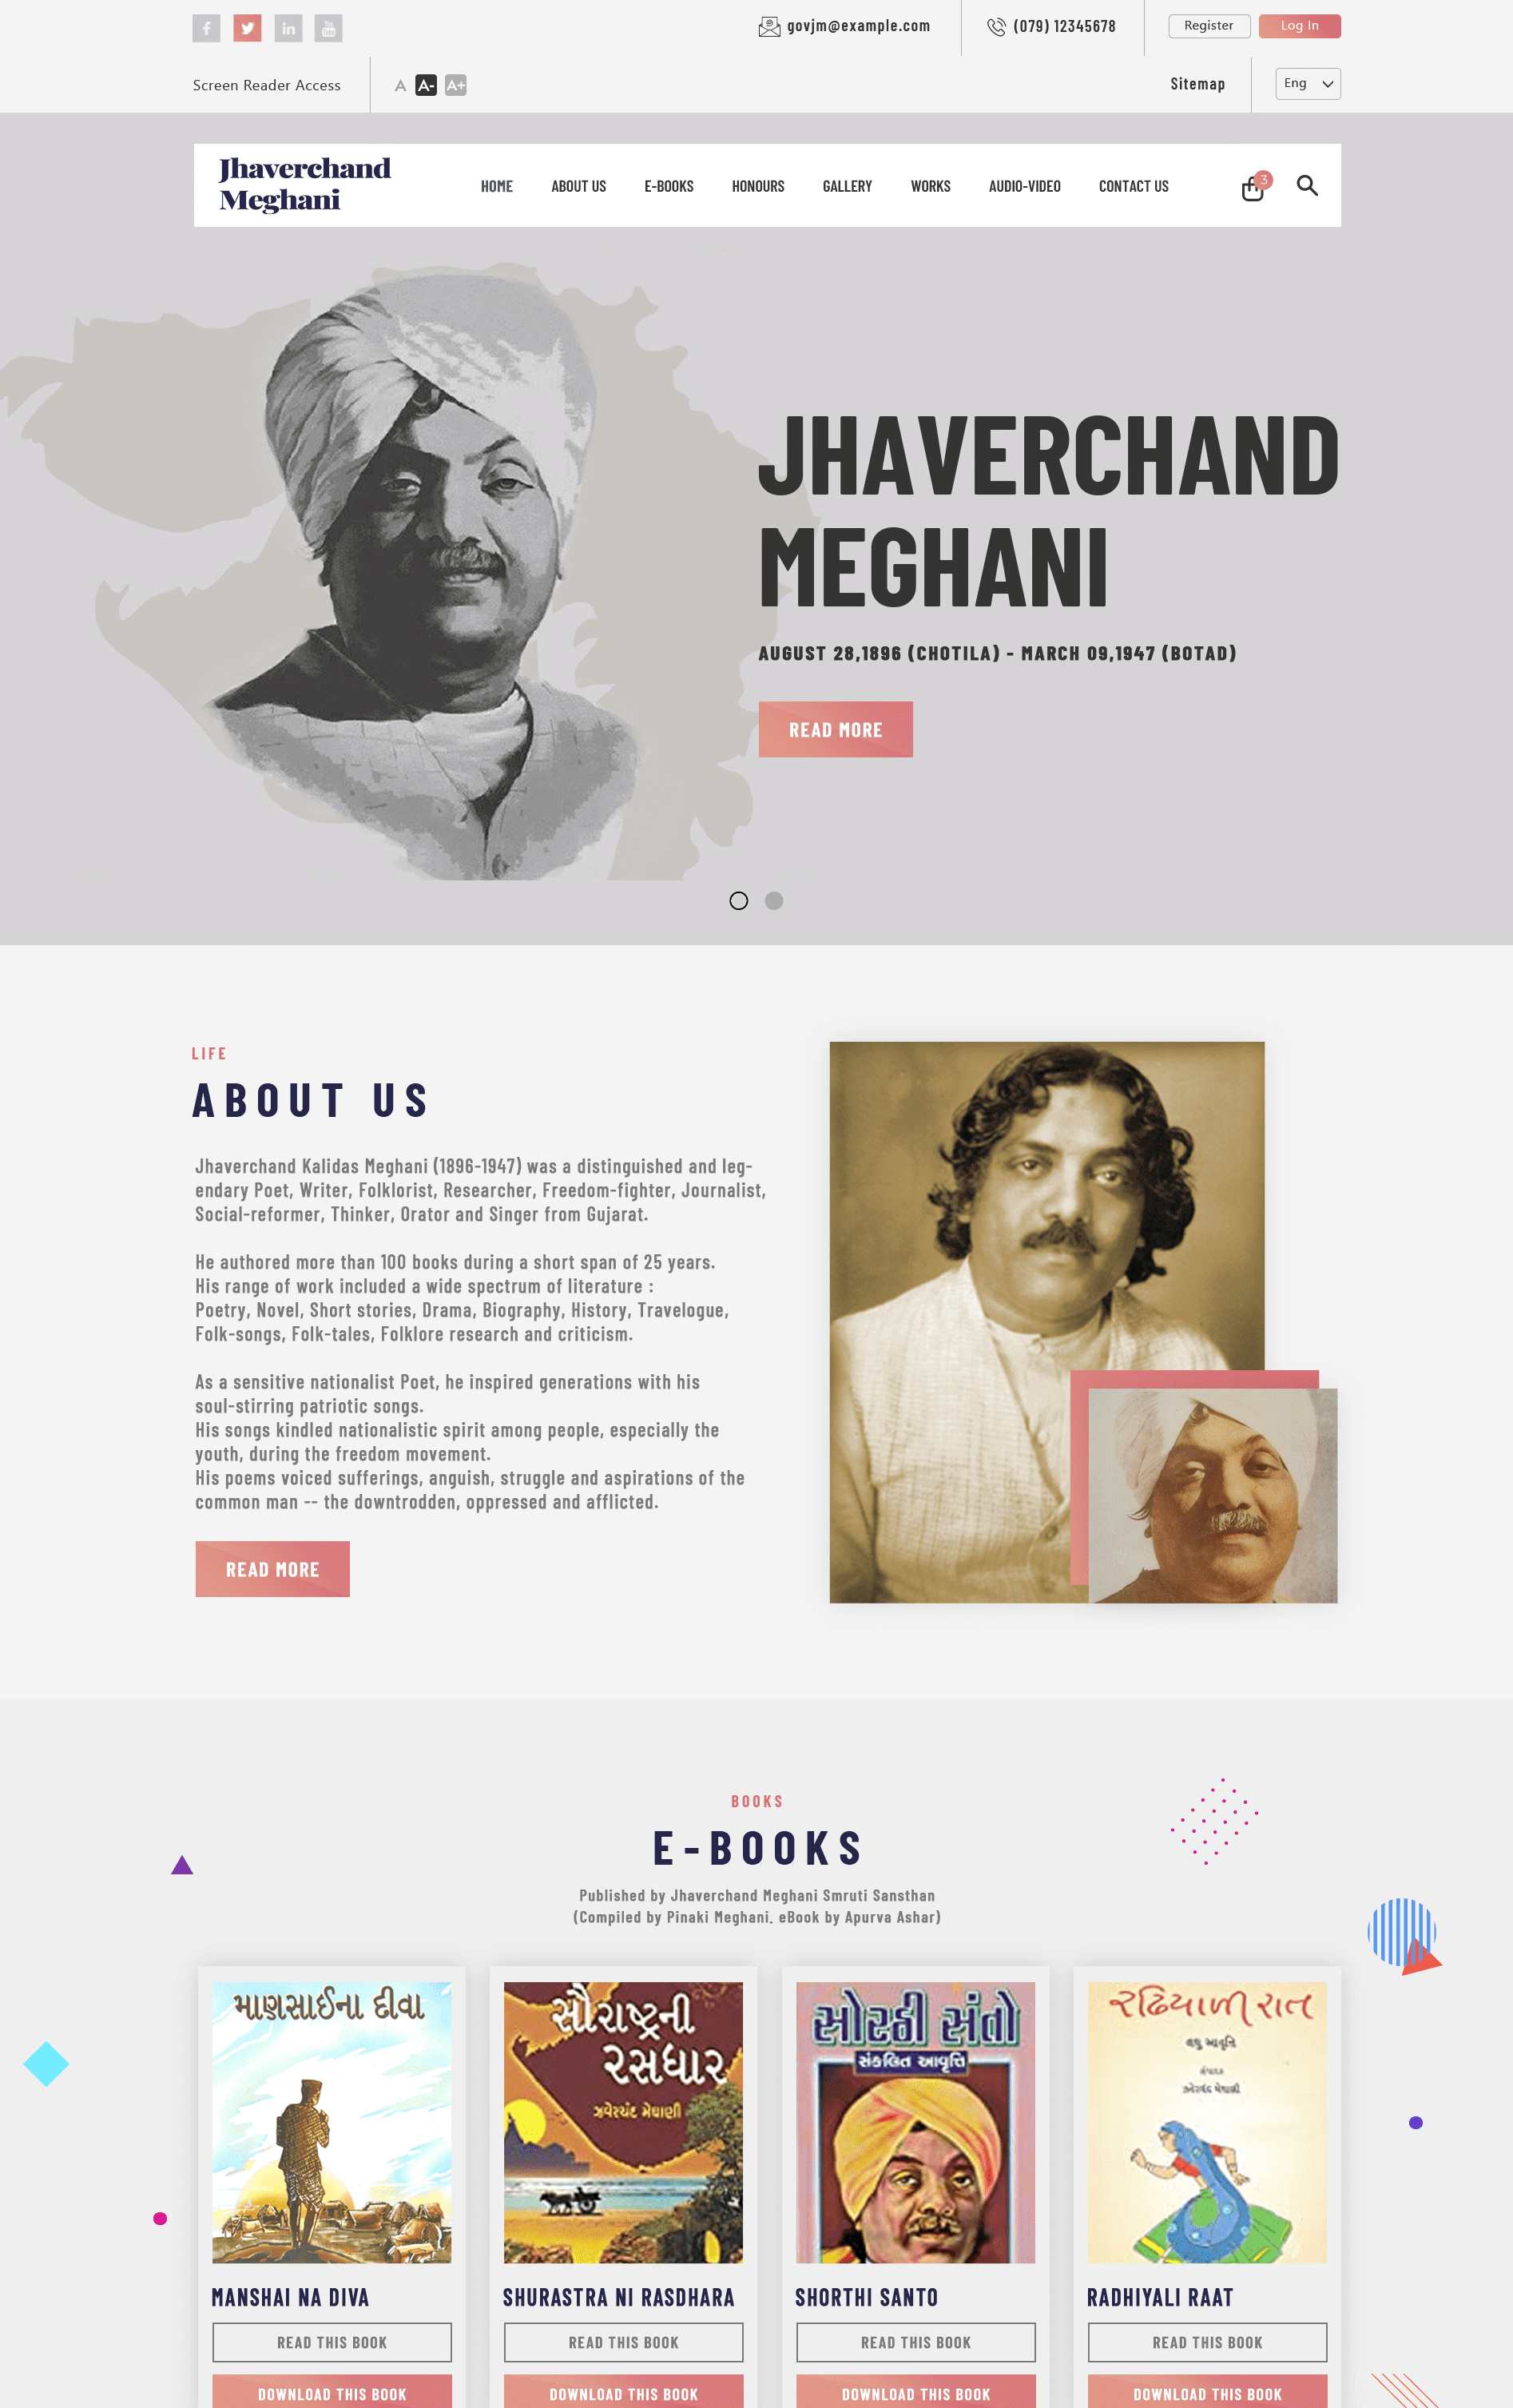 govjm@example.com
(079) 12345678
Register
Log In
Screen Reader Access
A A- A+
Sitemap
Eng
Jhaverchand
Meghani
HOME ABOUT US E-BOOKS HONOURS GALLERY WORKS AUDIO-VIDEO CONTACT US
3
JHAVERCHAND
MEGHANI
AUGUST 28,1896 (CHOTILA) - MARCH 09,1947 (BOTAD)
READ MORE
LIFE
ABOUT US
Jhaverchand Kalidas Meghani (1896-1947) was a distinguished and leg-
endary Poet, Writer, Folklorist, Researcher, Freedom-fighter, Journalist,
Social-reformer, Thinker, Orator and Singer from Gujarat.
He authored more than 100 books during a short span of 25 years.
His range of work included a wide spectrum of literature :
Poetry, Novel, Short stories, Drama, Biography, History, Travelogue,
Folk-songs, Folk-tales, Folklore research and criticism.
As a sensitive nationalist Poet, he inspired generations with his
soul-stirring patriotic songs.
His songs kindled nationalistic spirit among people, especially the
youth, during the freedom movement.
His poems voiced sufferings, anguish, struggle and aspirations of the
common man -- the downtrodden, oppressed and afflicted.
READ MORE
BOOKS
E-BOOKS
Published by Jhaverchand Meghani Smruti Sansthan
(Compiled by Pinaki Meghani. eBook by Apurva Ashar)
માણસાઈના દીવા
સૌરાષ્ટ્રની
રસધાર
ઝવેરચંદ મેઘાણી
સોરઠી સંતો
સંકલિત આવૃત્તિ
રઢિયાળી રાત
લઘુ આવૃત્તિ
સંપાદક
ઝવેરચંદ મેઘાણી
MANSHAI NA DIVA
SHURASTRA NI RASDHARA
SHORTHI SANTO
RADHIYALI RAAT
READ THIS BOOK
READ THIS BOOK
READ THIS BOOK
READ THIS BOOK
DOWNLOAD THIS BOOK
DOWNLOAD THIS BOOK
DOWNLOAD THIS BOOK
DOWNLOAD THIS BOOK